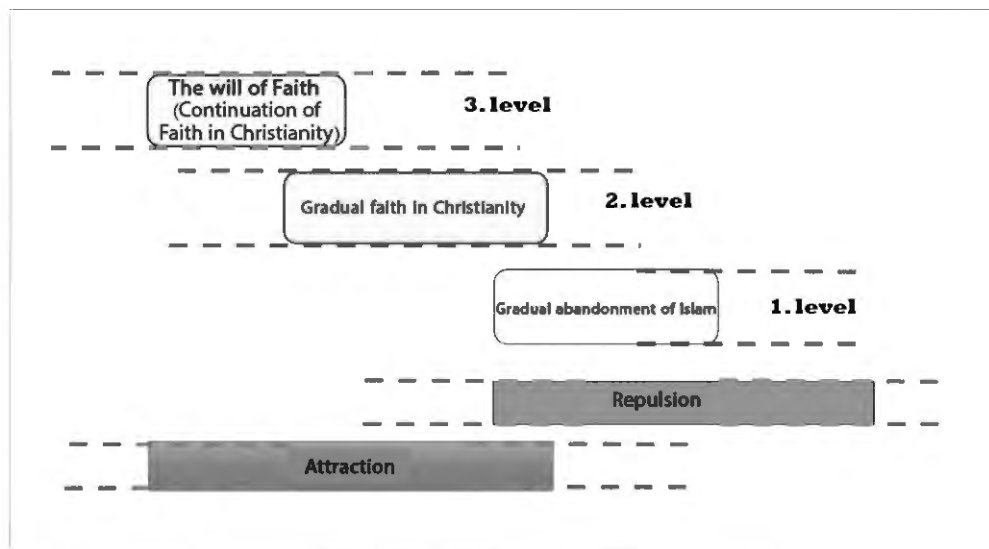 The will of Faith
(Continuation of
Faith in Christianity)
3.level
Gradual faith in Christianity
2.level
Gradual abandonment of Islam
1.level
Repulsion
Attraction